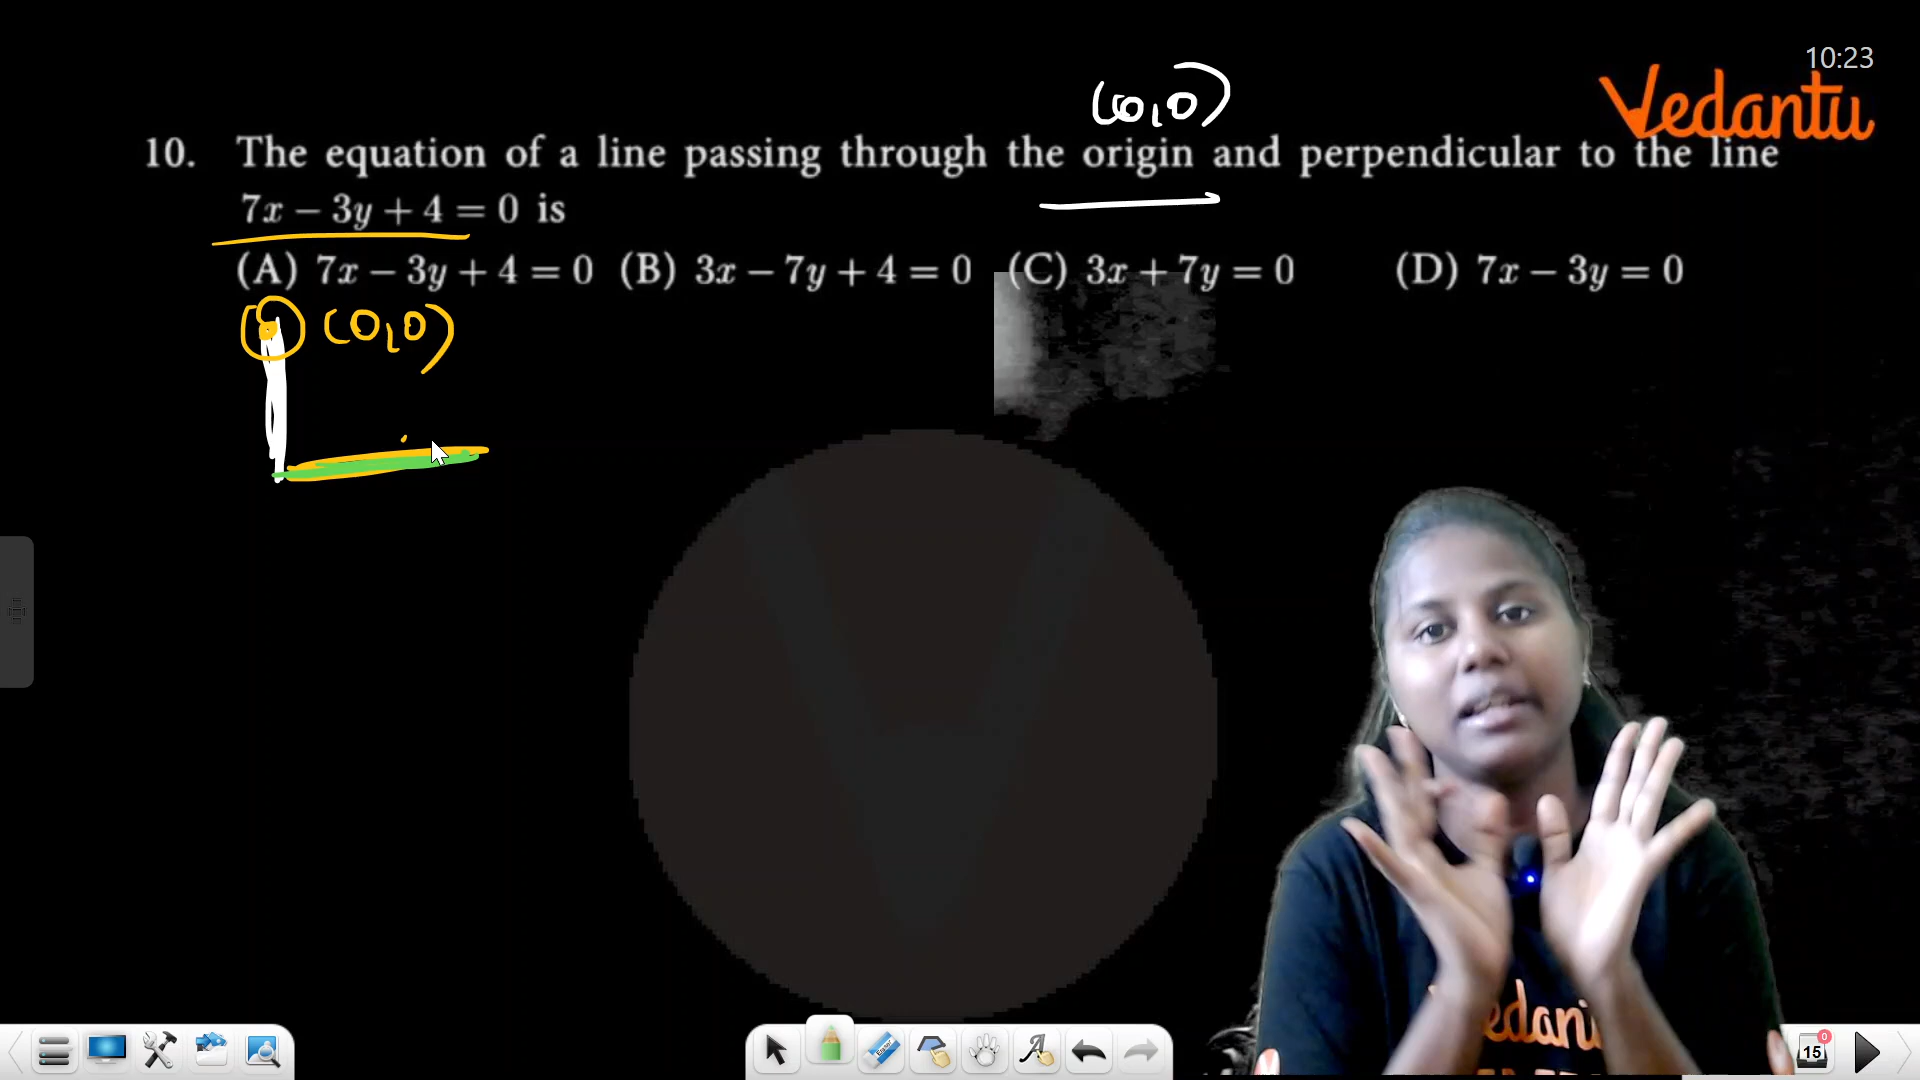 10:23
Vedantu
(0,0)
10. The equation of a line passing through the origin and perpendicular to the line
7x − 3y + 4 = 0 is
(A) 7x − 3y + 4 = 0 (B) 3x − 7y + 4 = 0 (C) 3x + 7y = 0 (D) 7x − 3y = 0
(0,0)
edant
15
0